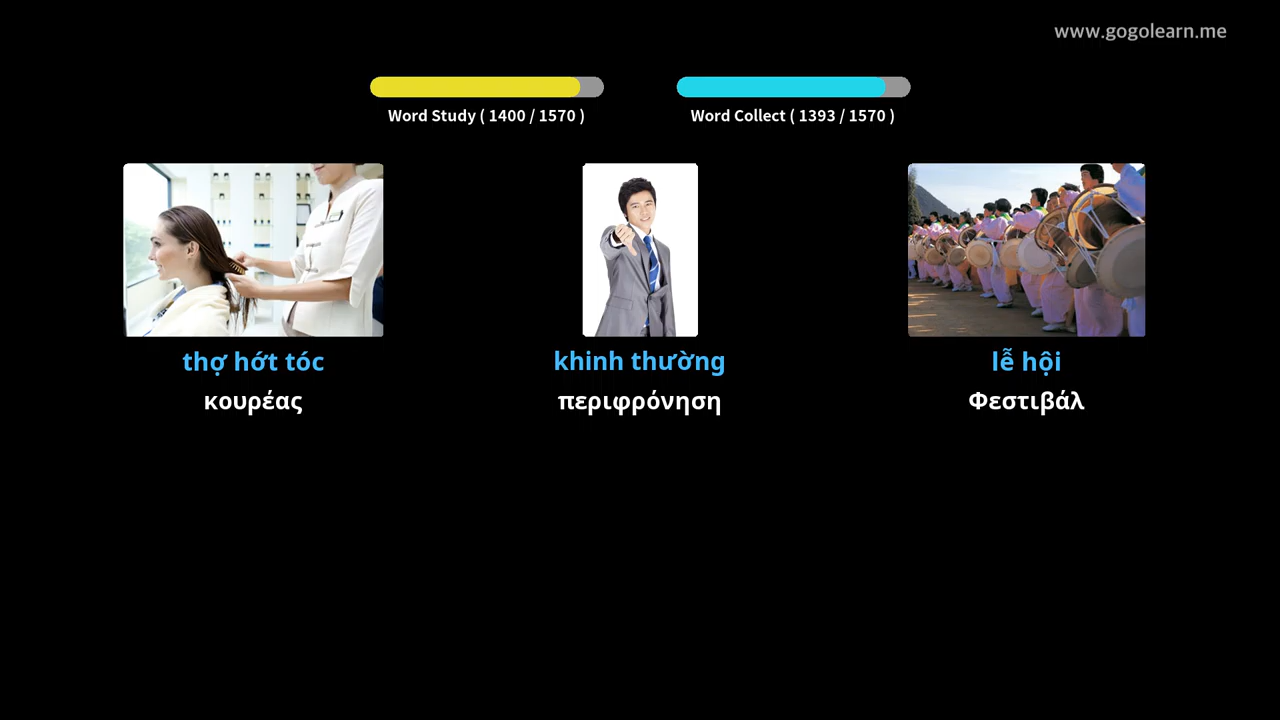 www.gogolearn.me
Word Study ( 1400 / 1570 )
Word Collect ( 1393 / 1570 )
thợ hớt tóc
khinh thường
lễ hội
κουρέας
περιφρόνηση
Φεστιβάλ